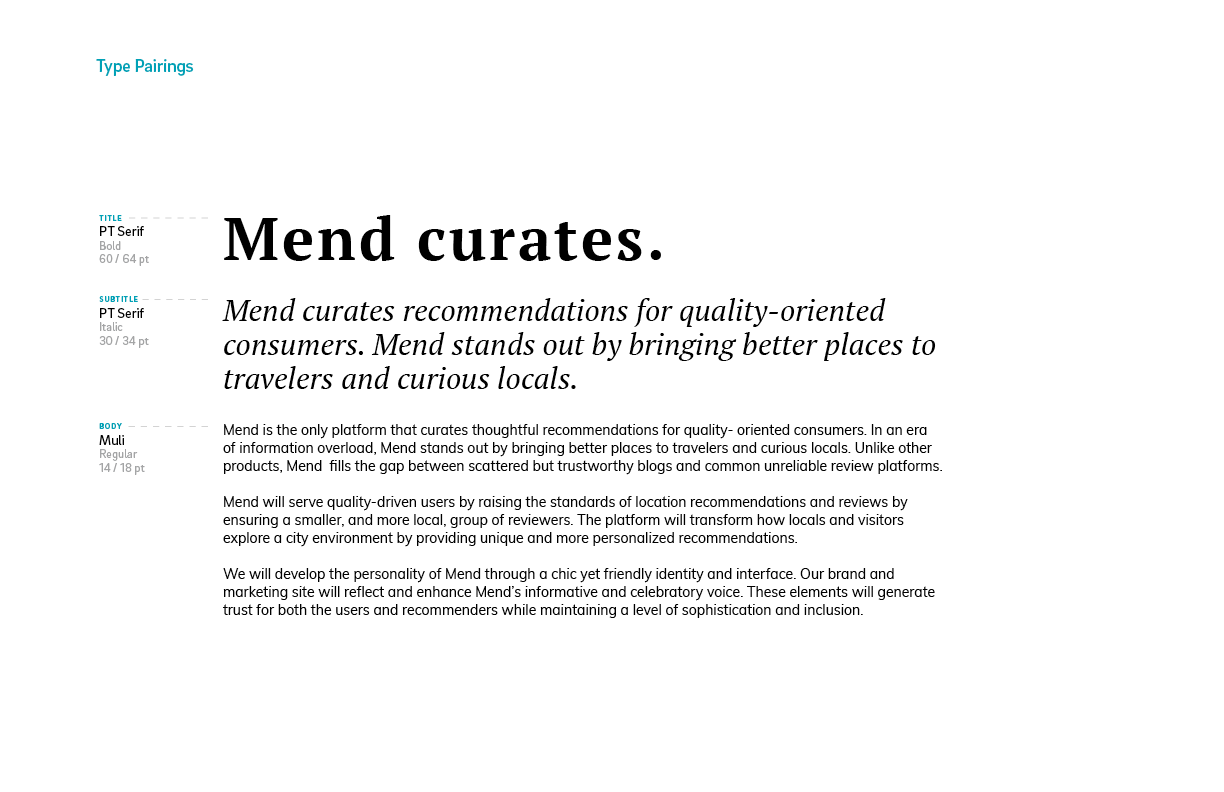 Type Pairings
TITLE
PT Serif
Bold
60 / 64 pt
Mend curates.
SUBTITLE
PT Serif
Italic
30 / 34 pt
Mend curates recommendations for quality-oriented
consumers. Mend stands out by bringing better places to
travelers and curious locals.
BODY
Muli
Regular
14 / 18 pt
Mend is the only platform that curates thoughtful recommendations for quality- oriented consumers. In an era
of information overload, Mend stands out by bringing better places to travelers and curious locals. Unlike other
products, Mend  fills the gap between scattered but trustworthy blogs and common unreliable review platforms.
Mend will serve quality-driven users by raising the standards of location recommendations and reviews by
ensuring a smaller, and more local, group of reviewers. The platform will transform how locals and visitors
explore a city environment by providing unique and more personalized recommendations.
We will develop the personality of Mend through a chic yet friendly identity and interface. Our brand and
marketing site will reflect and enhance Mend’s informative and celebratory voice. These elements will generate
trust for both the users and recommenders while maintaining a level of sophistication and inclusion.